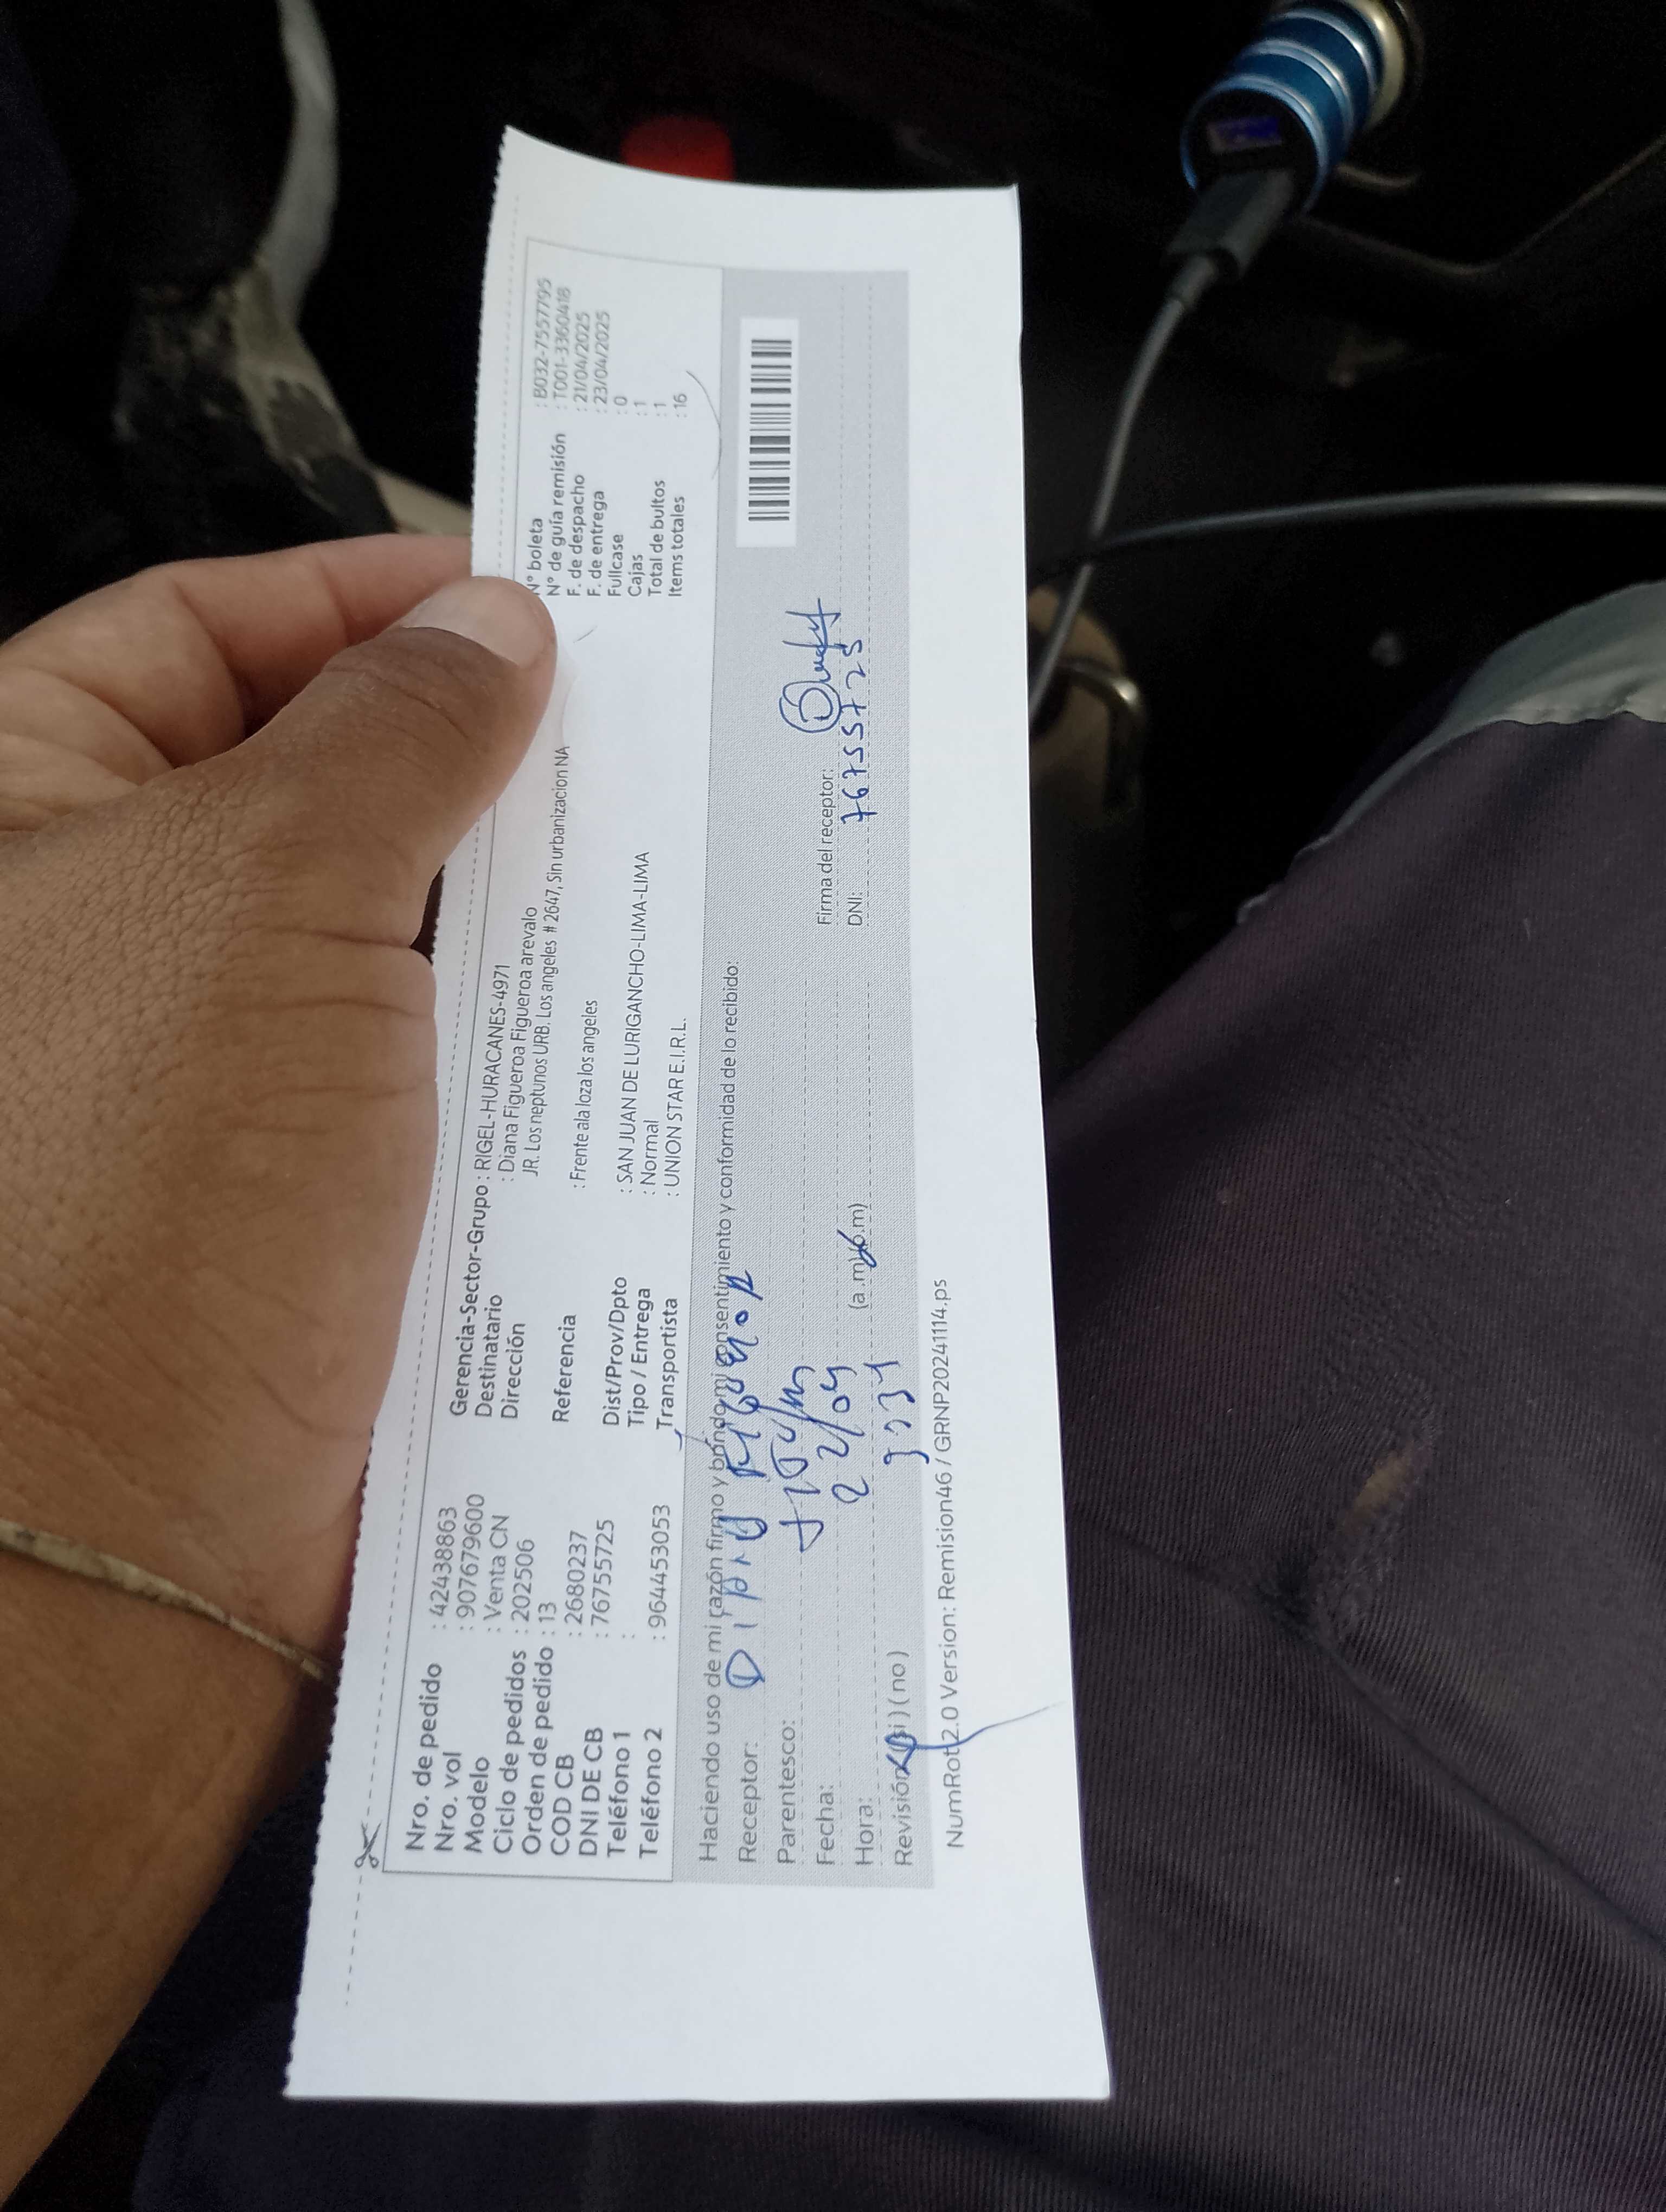 Nro. de pedido : 42438863
Nro. vol : 907679600
Modelo : Venta CN
Ciclo de pedidos : 202506
Orden de pedido : 13
COD CB : 2680237
DNI DE CB : 76755725
Teléfono 1 :
Teléfono 2 : 964453053
Gerencia-Sector-Grupo : RIGEL-HURACANES-4971
Destinatario : Diana Figueroa Figueroa arevalo
Dirección JR. Los neptunos URB. Los angeles # 2647, Sin urbanizacion NA
Referencia : Frente ala loza los angeles
Dist/Prov/Dpto : SAN JUAN DE LURIGANCHO-LIMA-LIMA
Tipo / Entrega : Normal
Transportista : UNION STAR E.I.R.L.
N° boleta : B032-7557795
N° de guía remisión : T001-3360418
F. de despacho : 21/04/2025
F. de entrega : 23/04/2025
Fullcase : 0
Cajas : 1
Total de bultos : 1
Items totales : 16
Haciendo uso de mi razón firmo y brindo mi consentimiento y conformidad de lo recibido:
Receptor:
Parentesco:
Fecha: 22/04
Hora: 3:34 (a.m) (p.m)
Revisión (si) (no)
Firma del receptor:
DNI: 76755725
NumRot 2.0 Version: Remision46 / GRNP20241114.ps